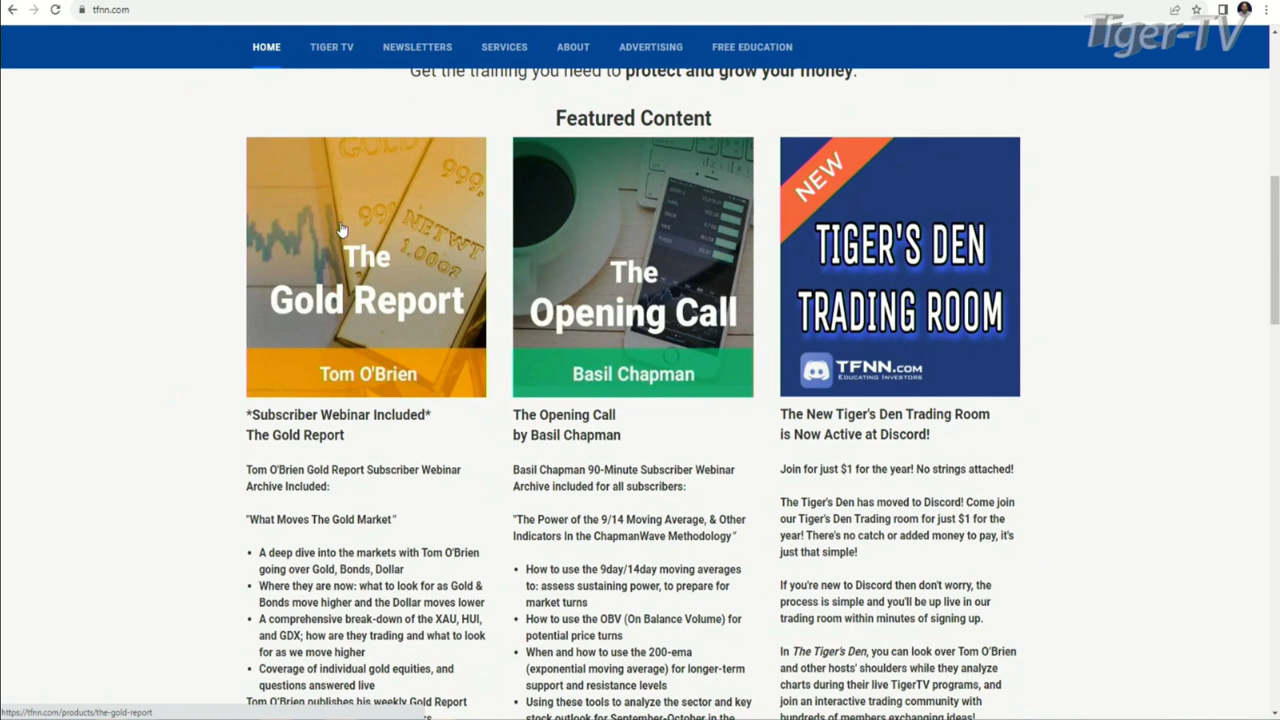 tfnn.com
Tiger-TV
HOME
TIGER TV
NEWSLETTERS
SERVICES
ABOUT
ADVERTISING
FREE EDUCATION
Get the training you need to protect and grow your money.
Featured Content
GOLD
999,
999
NETWT
1.00oz
The
Gold Report
Tom O'Brien
*Subscriber Webinar Included*
The Gold Report
Tom O'Brien Gold Report Subscriber Webinar
Archive Included:
"What Moves The Gold Market"
• A deep dive into the markets with Tom O'Brien
going over Gold, Bonds, Dollar
• Where they are now: what to look for as Gold &
Bonds move higher and the Dollar moves lower
• A comprehensive break-down of the XAU, HUI,
and GDX; how are they trading and what to look
for as we move higher
• Coverage of individual gold equities, and
questions answered live
Tom O'Brien publishes his weekly Gold Report
The
Opening Call
Basil Chapman
The Opening Call
by Basil Chapman
Basil Chapman 90-Minute Subscriber Webinar
Archive included for all subscribers:
"The Power of the 9/14 Moving Average, & Other
Indicators In the ChapmanWave Methodology"
• How to use the 9day/14day moving averages
to: assess sustaining power, to prepare for
market turns
• How to use the OBV (On Balance Volume) for
potential price turns
• When and how to use the 200-ema
(exponential moving average) for longer-term
support and resistance levels
• Using these tools to analyze the sector and key
stock outlook for September-October in the
NEW
TIGER'S DEN
TRADING ROOM
TFNN.COM
EDUCATING INVESTORS
The New Tiger's Den Trading Room
is Now Active at Discord!
Join for just $1 for the year! No strings attached!
The Tiger's Den has moved to Discord! Come join
our Tiger's Den Trading room for just $1 for the
year! There's no catch or added money to pay, it's
just that simple!
If you're new to Discord then don't worry, the
process is simple and you'll be up live in our
trading room within minutes of signing up.
In The Tiger's Den, you can look over Tom O'Brien
and other hosts' shoulders while they analyze
charts during their live TigerTV programs, and
join an interactive trading community with
hundreds of members exchanging ideas!
https://tfnn.com/products/the-gold-report